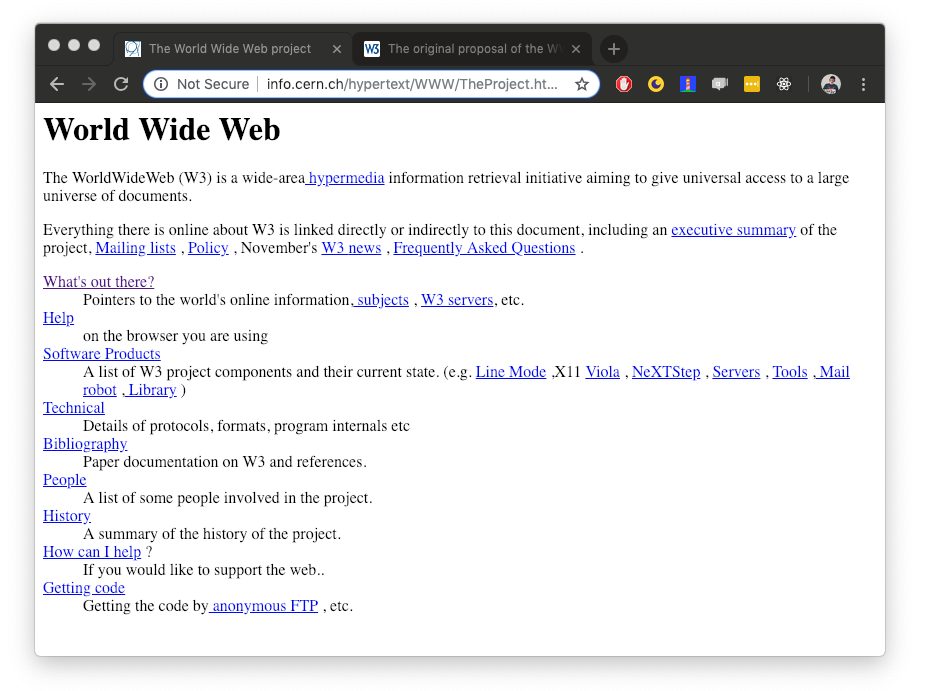 The World Wide Web project
W3 The original proposal of the W
Not Secure info.cern.ch/hypertext/WWW/TheProject.ht...
World Wide Web
The WorldWideWeb (W3) is a wide-area hypermedia information retrieval initiative aiming to give universal access to a large
universe of documents.
Everything there is online about W3 is linked directly or indirectly to this document, including an executive summary of the
project, Mailing lists , Policy , November's W3 news , Frequently Asked Questions .
What's out there?
Pointers to the world's online information, subjects , W3 servers, etc.
Help
on the browser you are using
Software Products
A list of W3 project components and their current state. (e.g. Line Mode ,X11 Viola , NeXTStep , Servers , Tools , Mail
robot , Library )
Technical
Details of protocols, formats, program internals etc
Bibliography
Paper documentation on W3 and references.
People
A list of some people involved in the project.
History
A summary of the history of the project.
How can I help ?
If you would like to support the web..
Getting code
Getting the code by anonymous FTP , etc.